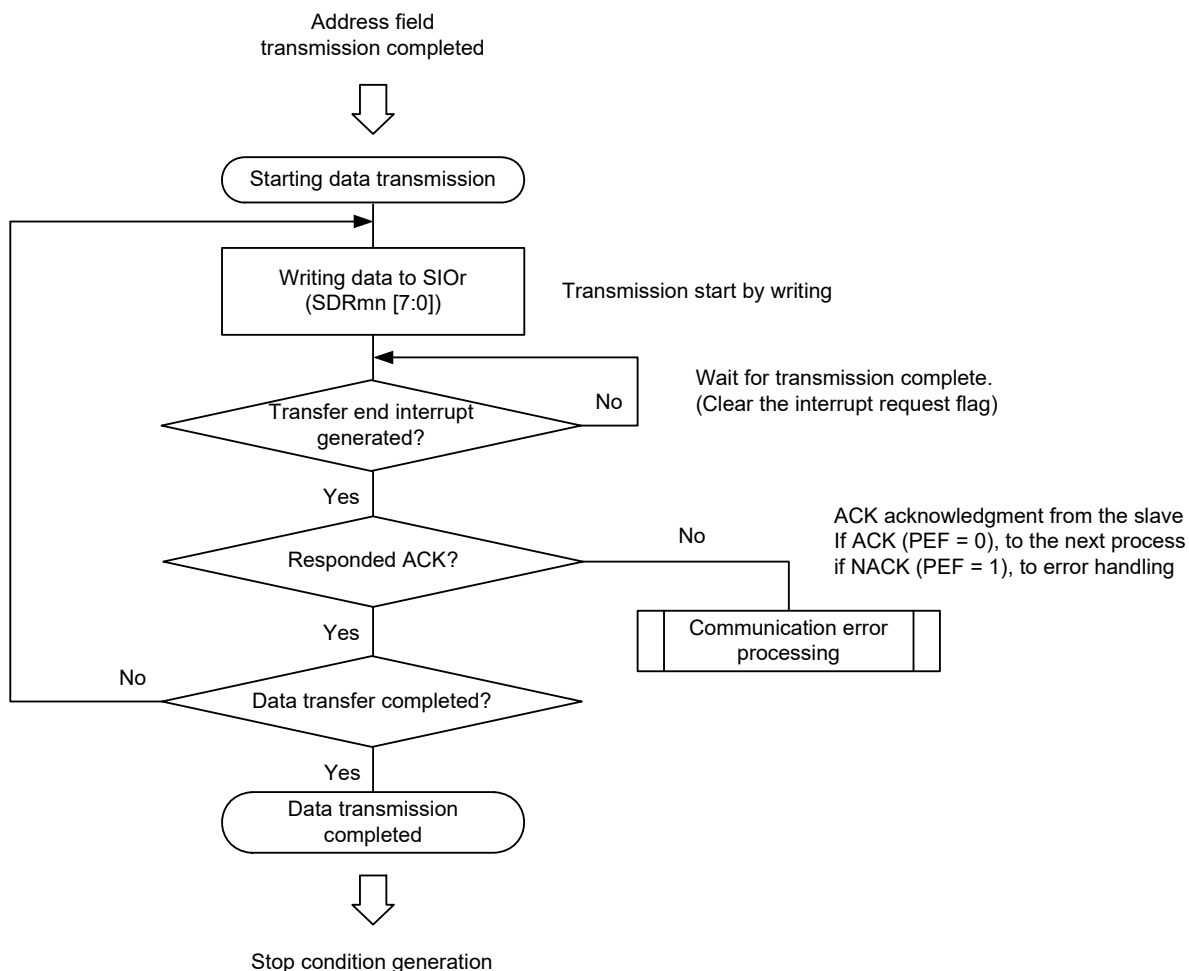 Address field
transmission completed
Starting data transmission
Writing data to SIOr
(SDRmn [7:0])
Transmission start by writing
Wait for transmission complete.
(Clear the interrupt request flag)
No
Transfer end interrupt
generated?
Yes
ACK acknowledgment from the slave
If ACK (PEF = 0), to the next process
if NACK (PEF = 1), to error handling
No
Responded ACK?
Communication error
processing
Yes
No
Data transfer completed?
Yes
Data transmission
completed
Stop condition generation